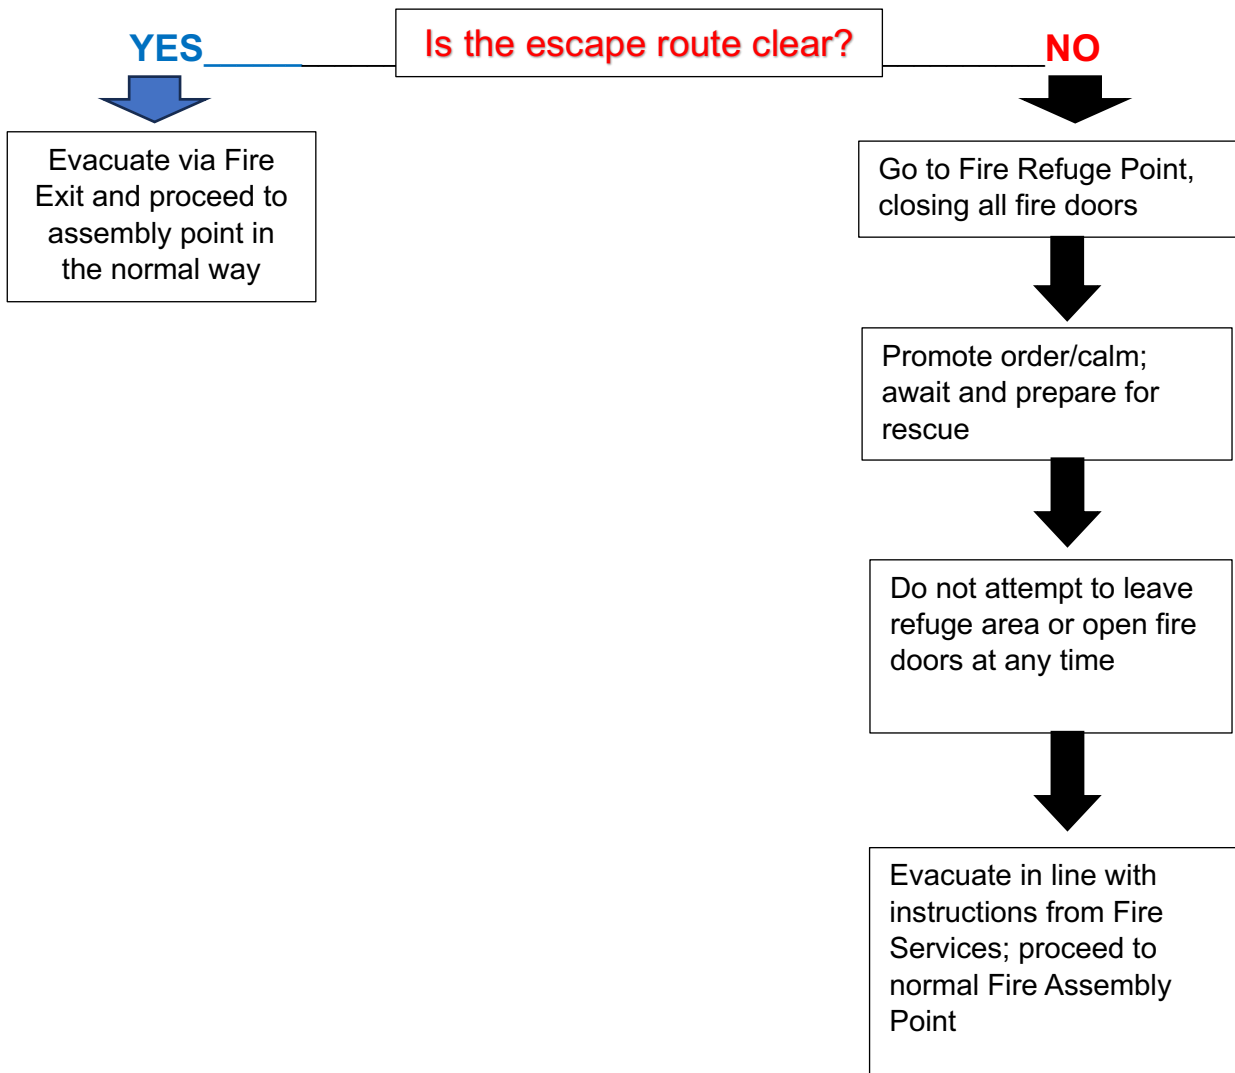 Is the escape route clear?
YES
NO
Evacuate via Fire
Exit and proceed to
assembly point in
the normal way
Go to Fire Refuge Point,
closing all fire doors
Promote order/calm;
await and prepare for
rescue
Do not attempt to leave
refuge area or open fire
doors at any time
Evacuate in line with
instructions from Fire
Services; proceed to
normal Fire Assembly
Point